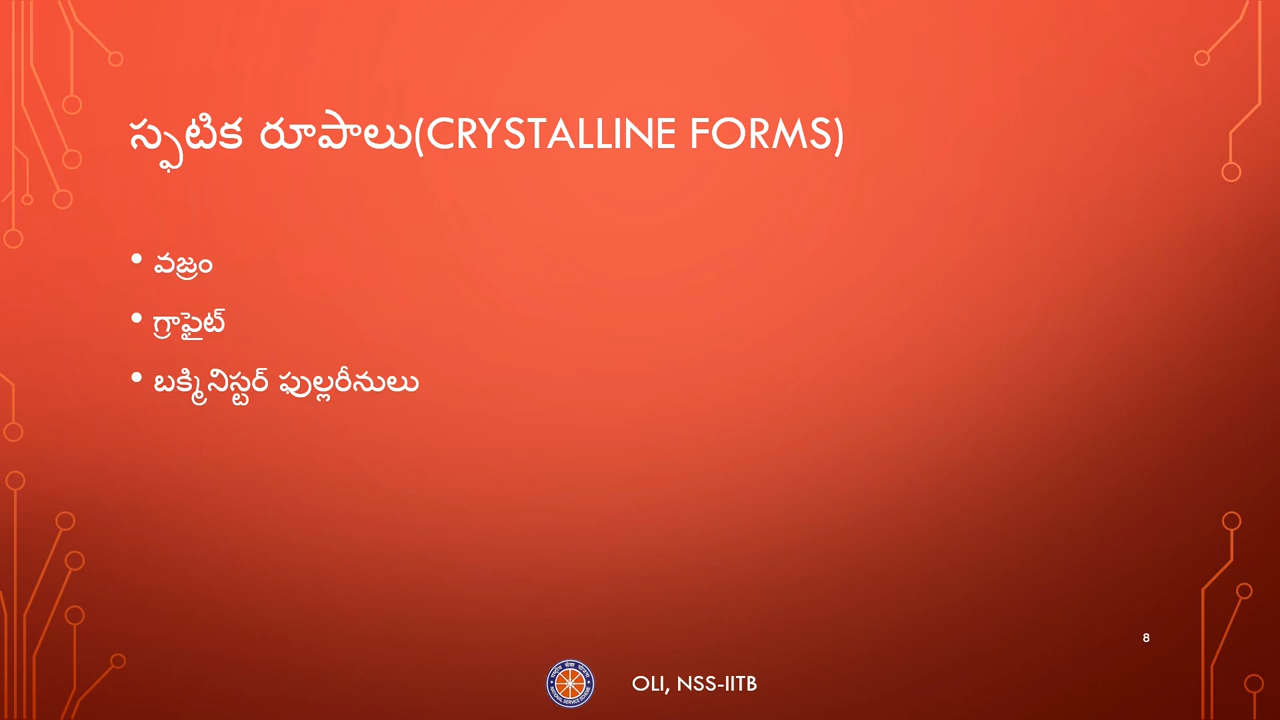 స్ఫటిక రూపాలు(CRYSTALLINE FORMS)
• వజ్రం
• గ్రాఫైట్
• బక్మినిస్టర్ ఫుల్లరీనులు
8
OLI, NSS-IITB